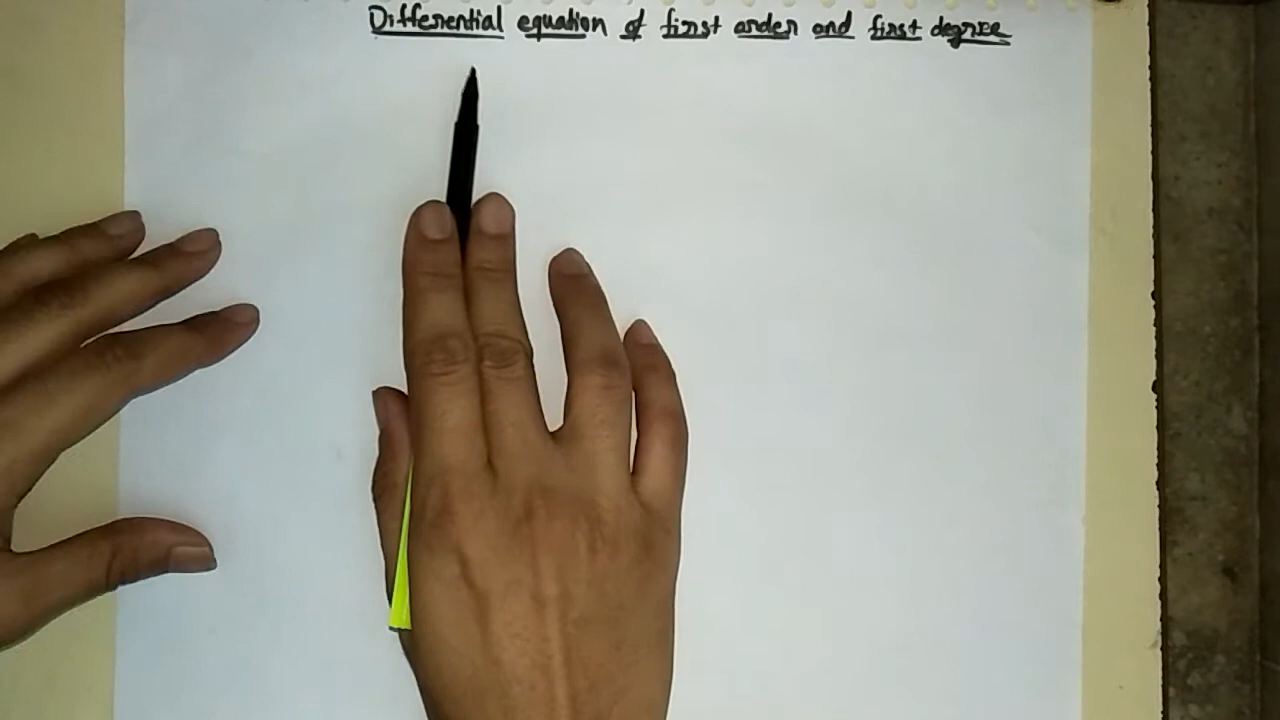 Differential equation of first order and first degree